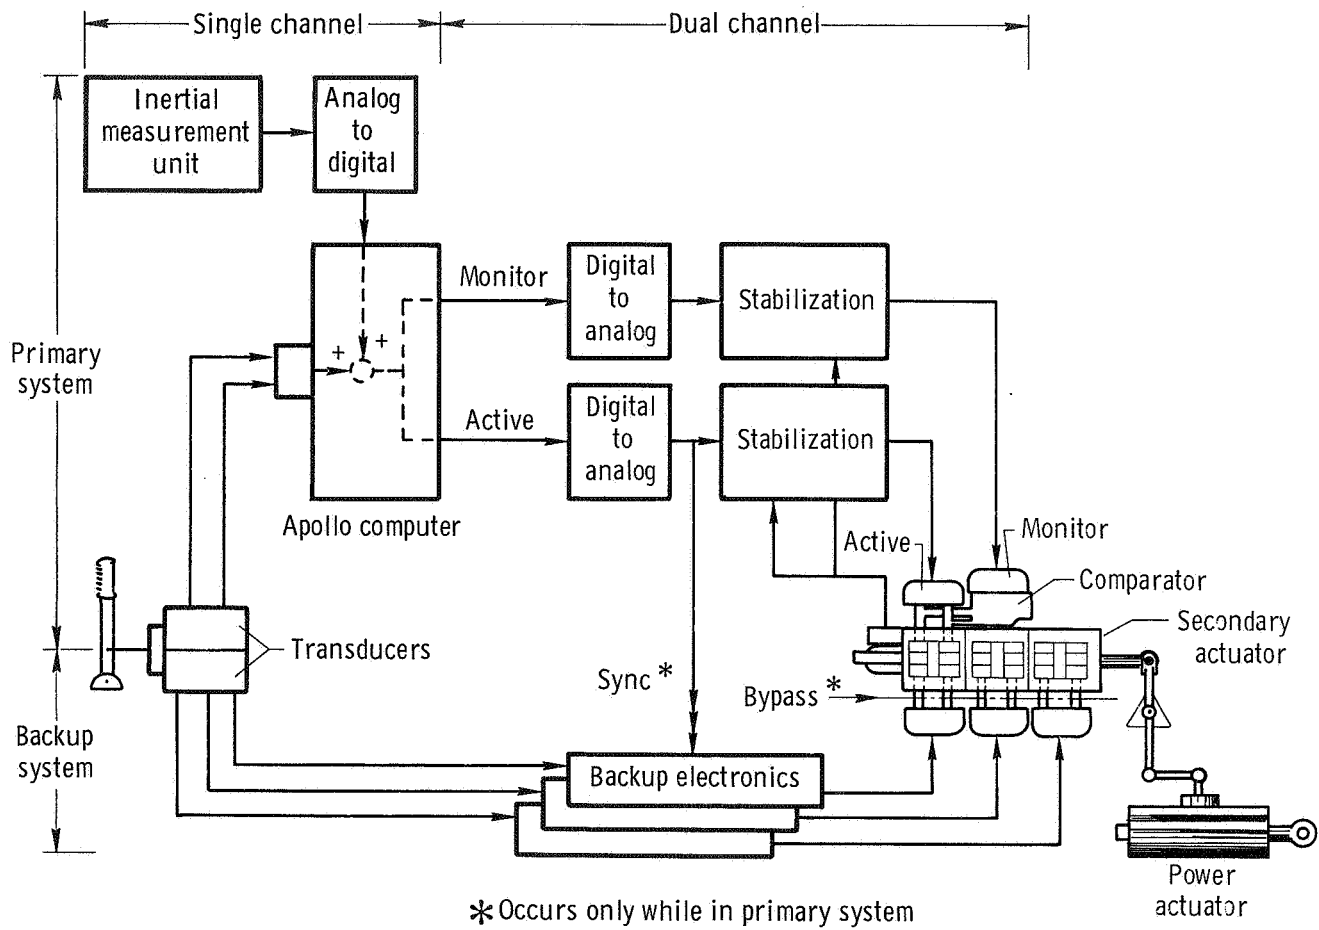 Single channel
Dual channel
Inertial
measurement
unit
Analog
to
digital
Monitor
Digital
to
analog
Stabilization
+
+
Primary
system
Active
Digital
to
analog
Stabilization
Apollo computer
Active
Monitor
Comparator
Secondary
actuator
Transducers
Sync *
Bypass *
Backup
system
Backup electronics
Power
actuator
* Occurs only while in primary system